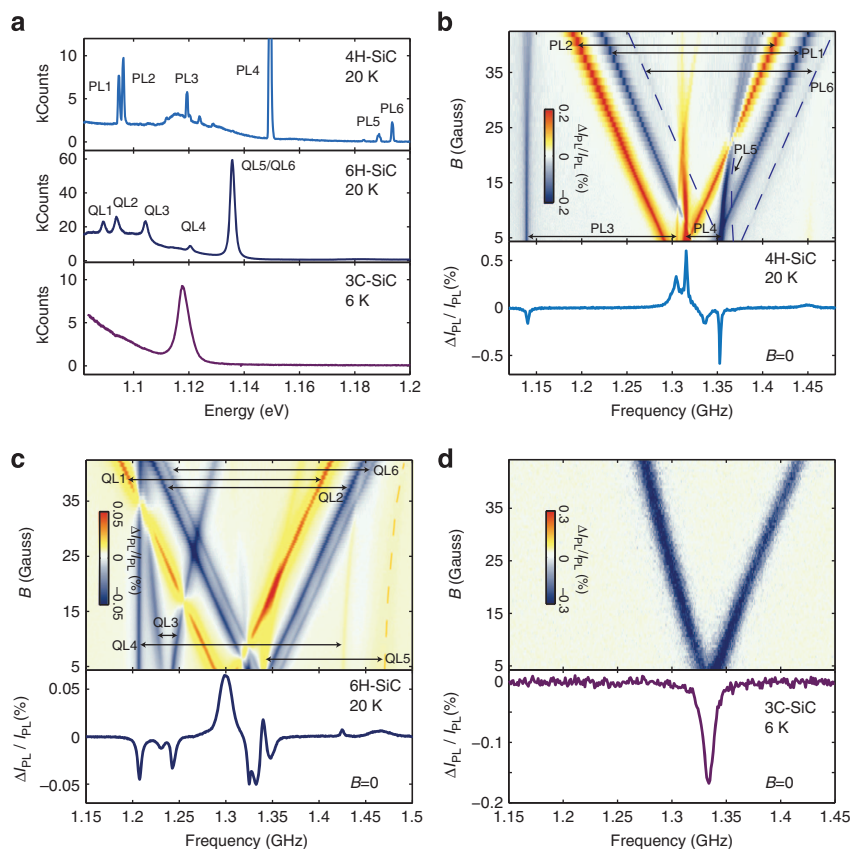 a
10
5
0
kCounts
PL1
PL2
PL3
PL4
PL5
PL6
4H-SiC
20 K
60
40
20
0
kCounts
QL1
QL2
QL3
QL4
QL5/QL6
6H-SiC
20 K
10
5
0
kCounts
3C-SiC
6 K
1.1 1.12 1.14 1.16 1.18 1.2
Energy (eV)
b
35
25
15
5
B (Gauss)
PL2
PL1
PL6
PL5
PL3
PL4
0.2
0
−0.2
ΔIPL/IPL (%)
0.5
0
−0.5
ΔIPL / IPL(%)
4H-SiC
20 K
B=0
1.15 1.2 1.25 1.3 1.35 1.4 1.45
Frequency (GHz)
c
35
25
15
5
B (Gauss)
QL1
QL6
QL2
QL3
QL4
QL5
0.05
0
−0.05
ΔIPL/IPL (%)
0.05
0
−0.05
ΔIPL / IPL(%)
6H-SiC
20 K
B=0
1.15 1.2 1.25 1.3 1.35 1.4 1.45 1.5
Frequency (GHz)
d
35
25
15
5
B (Gauss)
0.3
0
−0.3
ΔIPL/IPL (%)
0
−0.1
−0.2
ΔIPL / IPL (%)
3C-SiC
6 K
B=0
1.15 1.2 1.25 1.3 1.35 1.4 1.45
Frequency (GHz)